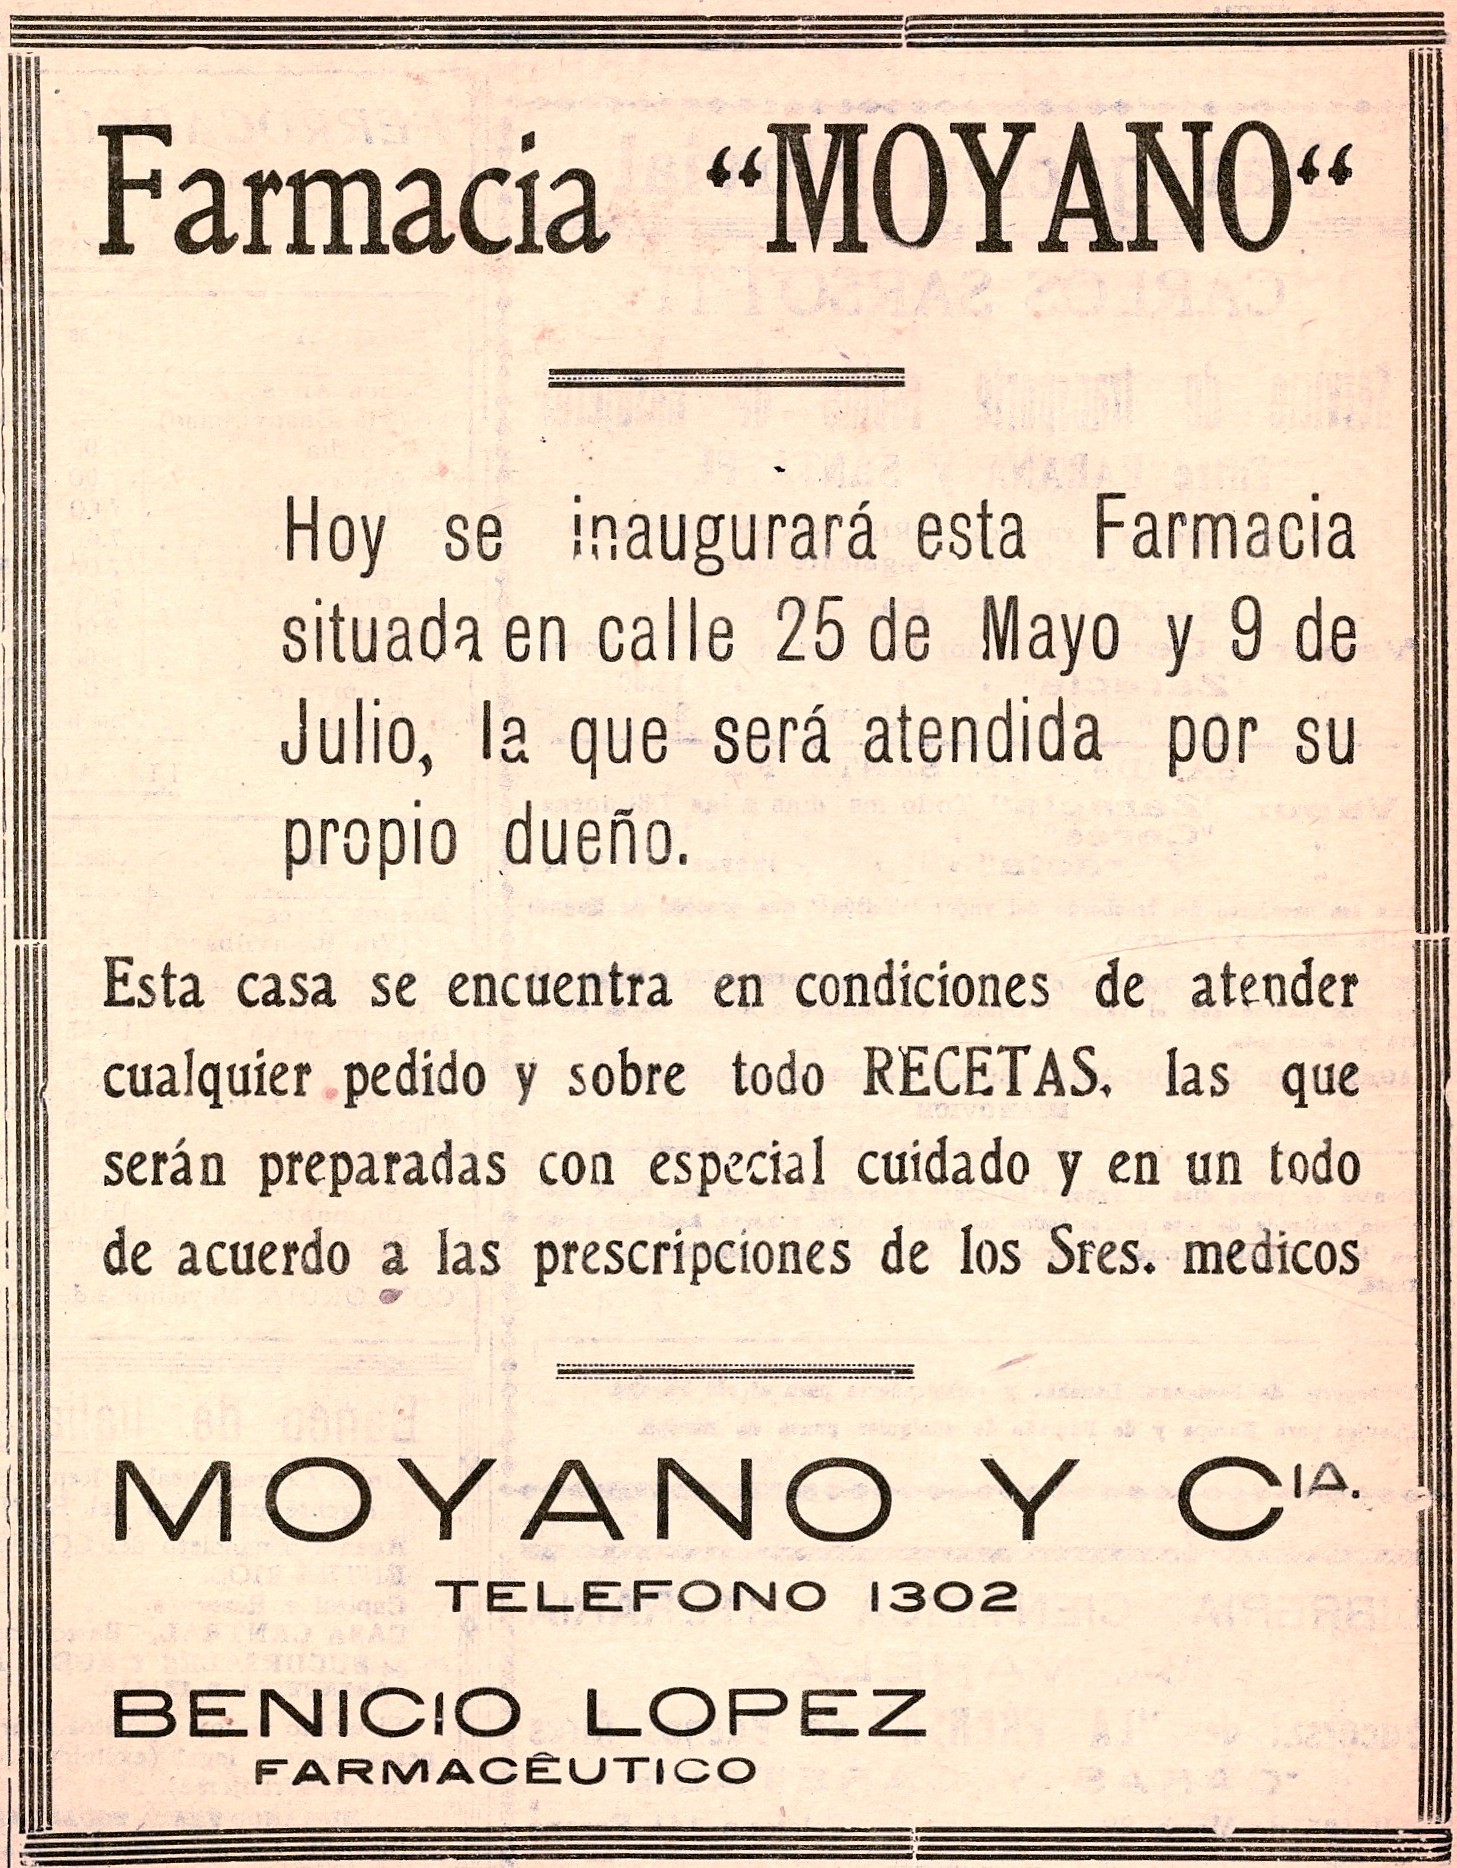 Farmacia “MOYANO“
Hoy se inaugurará esta Farmacia
situada en calle 25 de Mayo y 9 de
Julio, la que será atendida por su
propio dueño.
Esta casa se encuentra en condiciones de atender
cualquier pedido y sobre todo RECETAS. las que
serán preparadas con especial cuidado y en un todo
de acuerdo a las prescripciones de los Sres. medicos
MOYANO Y CIA.
TELEFONO 1302
BENICIO LOPEZ
FARMACÊUTICO